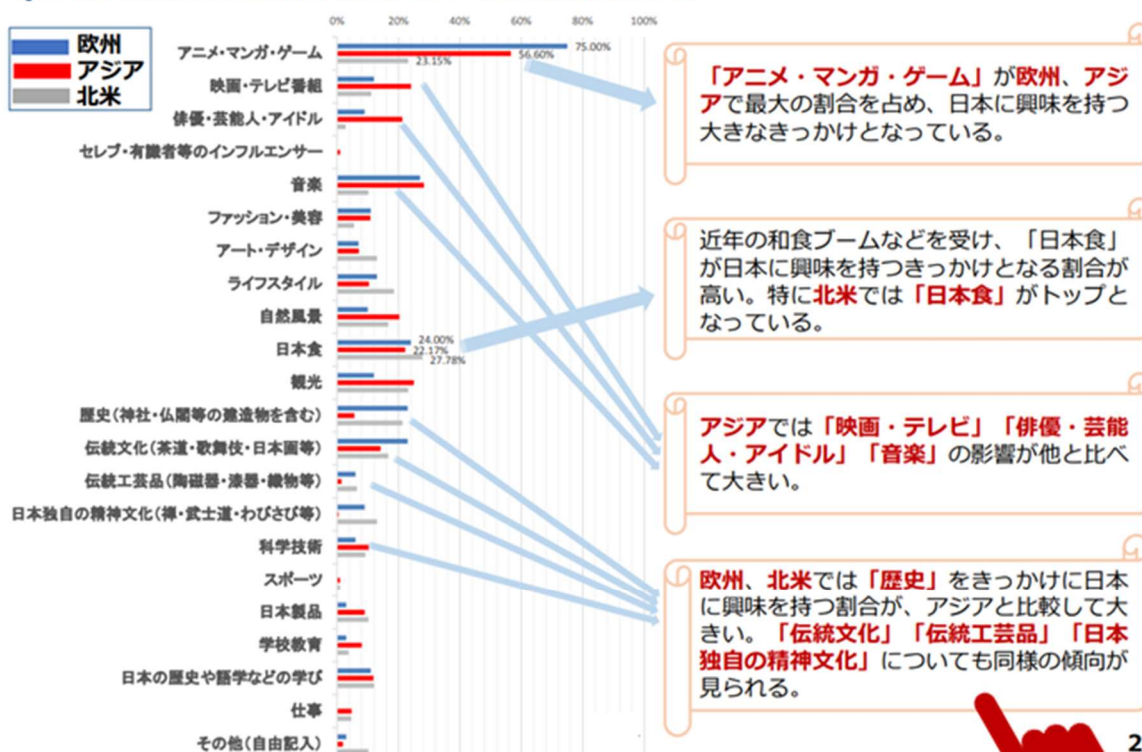 0%
20%
40%
60%
80%
100%
欧州
アジア
北米
アニメ・マンガ・ゲーム
75.00%
56.60%
23.15%
映画・テレビ番組
俳優・芸能人・アイドル
セレブ・有識者等のインフルエンサー
音楽
ファッション・美容
アート・デザイン
ライフスタイル
自然風景
日本食
24.00%
22.17%
27.78%
観光
歴史(神社・仏閣等の建造物を含む)
伝統文化(茶道・歌舞伎・日本画等)
伝統工芸品(陶磁器・漆器・織物等)
日本独自の精神文化(禅・武士道・わびさび等)
科学技術
スポーツ
日本製品
学校教育
日本の歴史や語学などの学び
仕事
その他(自由記入)
「アニメ・マンガ・ゲーム」が欧州、アジ
アで最大の割合を占め、日本に興味を持つ
大きなきっかけとなっている。
近年の和食ブームなどを受け、「日本食」
が日本に興味を持つきっかけとなる割合が
高い。特に北米では「日本食」がトップと
なっている。
アジアでは「映画・テレビ」「俳優・芸能
人・アイドル」「音楽」の影響が他と比べ
て大きい。
欧州、北米では「歴史」をきっかけに日本
に興味を持つ割合が、アジアと比較して大
きい。「伝統文化」「伝統工芸品」「日本
独自の精神文化」についても同様の傾向が
見られる。
2